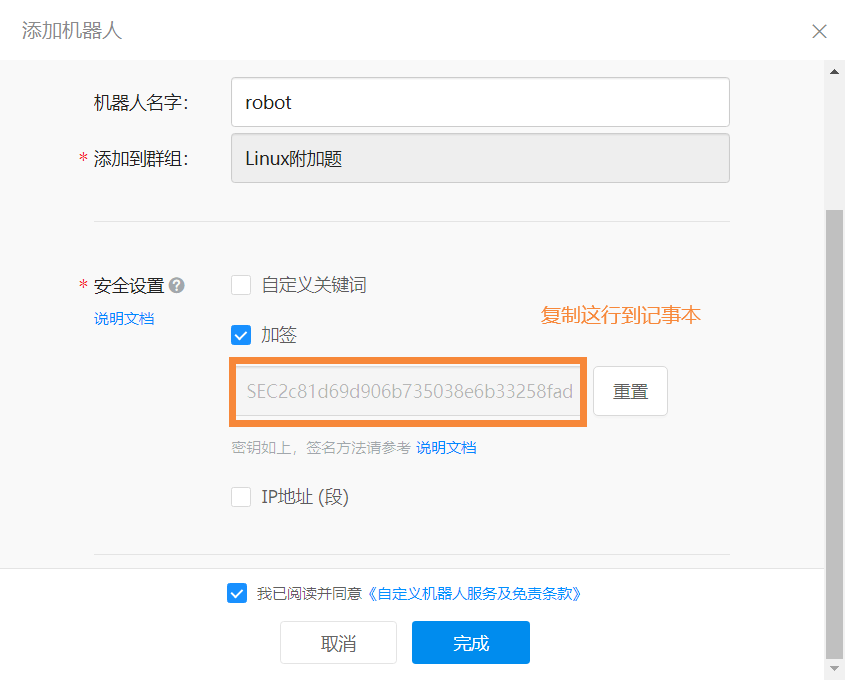 添加机器人
机器人名字：
robot
* 添加到群组：
Linux附加题
* 安全设置 ?
自定义关键词
说明文档
复制这行到记事本
加签
SEC2c81d69d906b735038e6b33258fad
重置
密钥如上，签名方法请参考 说明文档
IP地址 (段)
我已阅读并同意《自定义机器人服务及免责条款》
取消
完成